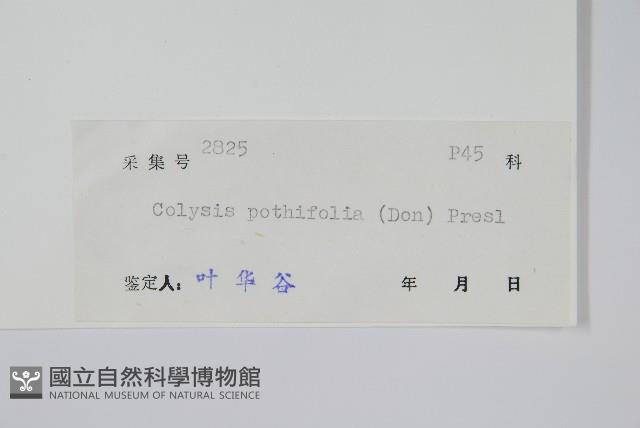 采集号 2825 P45 科
Colysis pothifolia (Don) Presl
鉴定人: 叶华谷 年 月 日
國立自然科學博物館
NATIONAL MUSEUM OF NATURAL SCIENCE